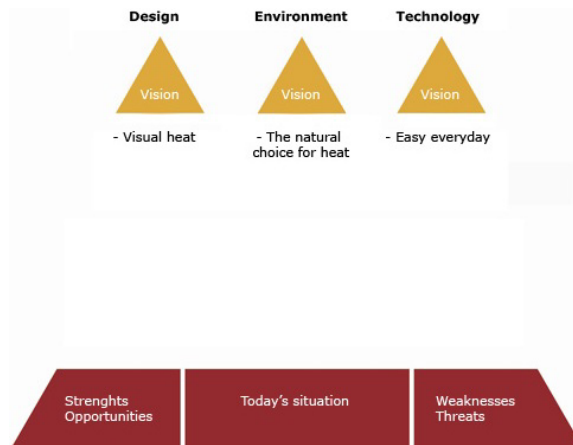 Design Environment Technology
Vision Vision Vision
- Visual heat - The natural - Easy everyday
choice for heat
Strenghts Today's situation Weaknesses
Opportunities Threats